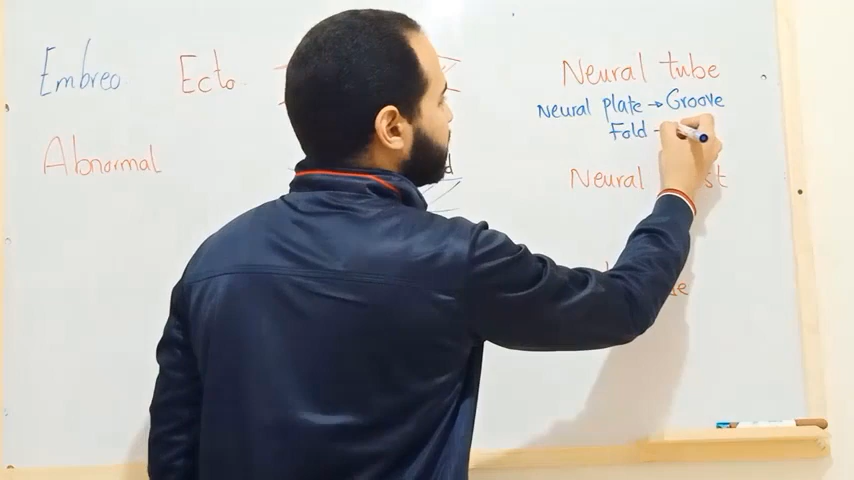 Embreo
Ecto
Neural tube
Neural plate → Groove
Fold
Abnormal
Neural